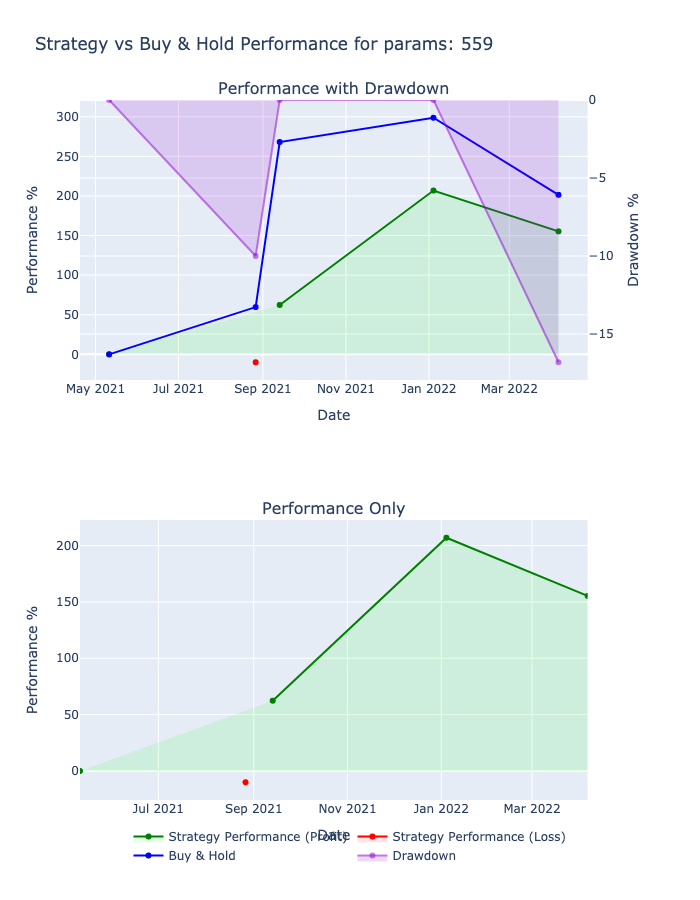 Strategy vs Buy & Hold Performance for params: 559
Performance with Drawdown
300
250
200
150
100
50
0
0
−5
−10
−15
Performance %
Drawdown %
May 2021 Jul 2021 Sep 2021 Nov 2021 Jan 2022 Mar 2022
Date
Performance Only
200
150
100
50
0
Performance %
Jul 2021 Sep 2021 Nov 2021 Jan 2022 Mar 2022
Date
Strategy Performance (Profit) Strategy Performance (Loss)
Buy & Hold Drawdown